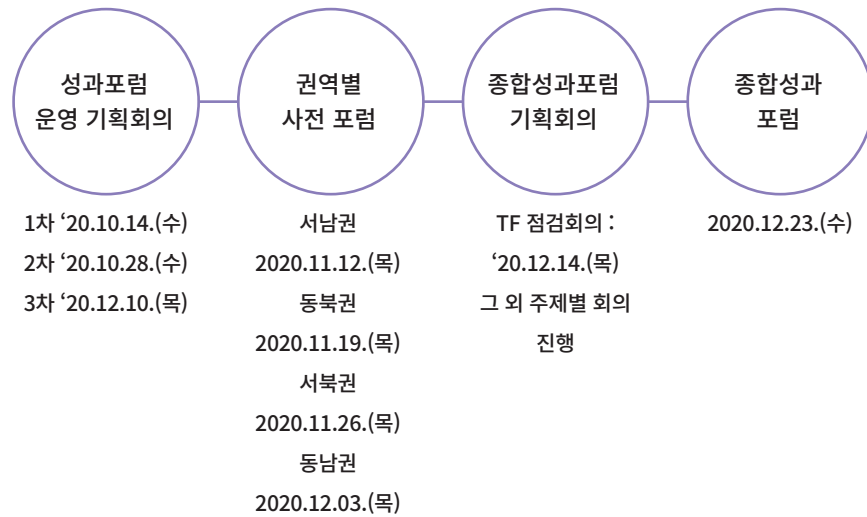 성과포럼
운영 기획회의
권역별
사전 포럼
종합성과포럼
기획회의
종합성과
포럼
1차 ‘20.10.14.(수)
2차 ‘20.10.28.(수)
3차 ‘20.12.10.(목)
서남권
2020.11.12.(목)
동북권
2020.11.19.(목)
서북권
2020.11.26.(목)
동남권
2020.12.03.(목)
TF 점검회의 :
‘20.12.14.(목)
그 외 주제별 회의
진행
2020.12.23.(수)